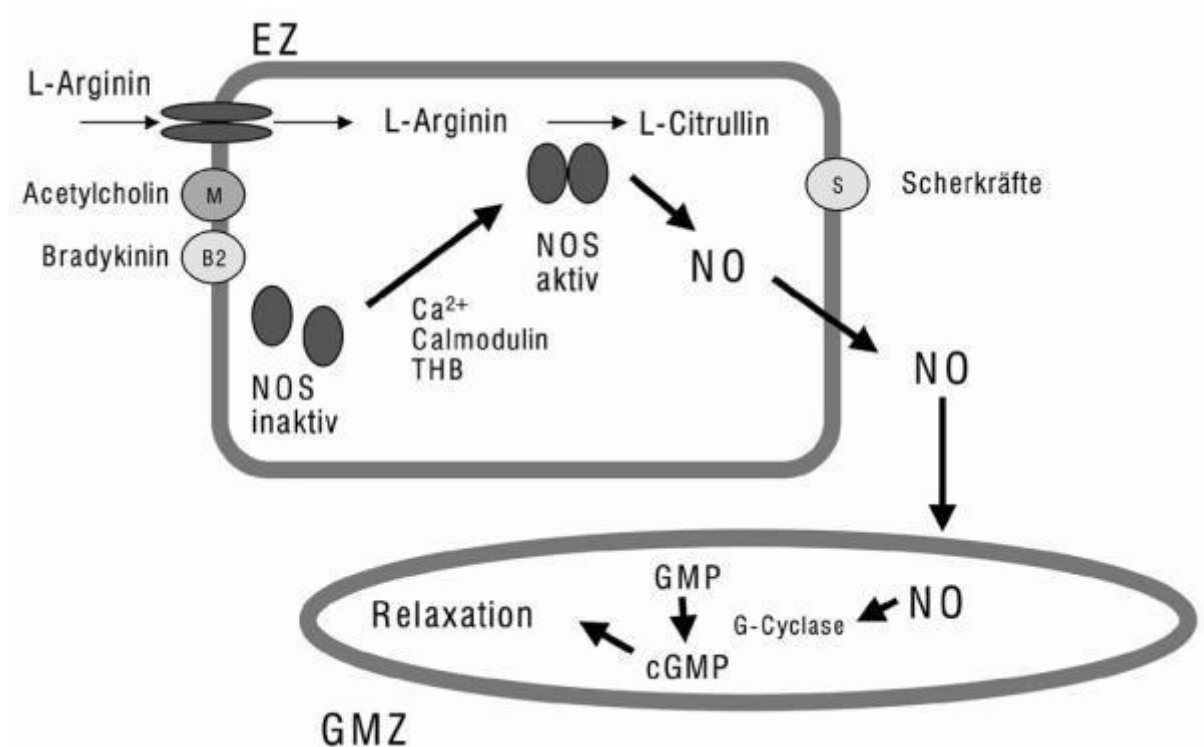 EZ
L-Arginin
L-Arginin
L-Citrullin
Acetylcholin
M
S
Scherkräfte
Bradykinin
B2
NOS
aktiv
NO
Ca²⁺
Calmodulin
THB
NOS
inaktiv
NO
GMP
Relaxation
G-Cyclase
NO
cGMP
GMZ